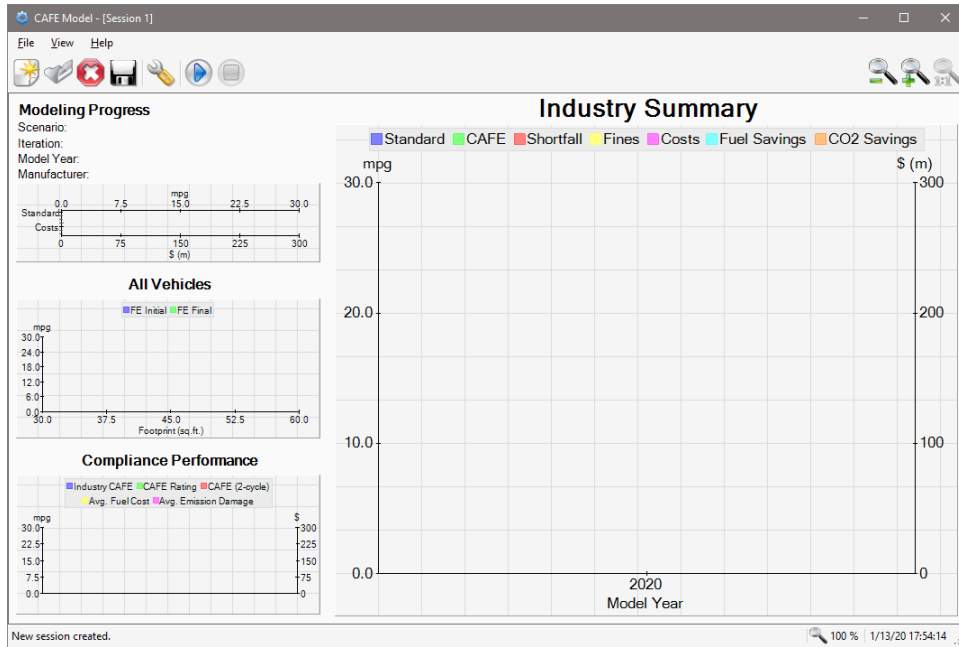 CAFE Model - [Session 1]
File View Help
1:1
Modeling Progress
Scenario:
Iteration:
Model Year:
Manufacturer:
mpg
0.0 7.5 15.0 22.5 30.0
Standard
Costs
0 75 150 225 300
$ (m)
All Vehicles
FE Initial FE Final
mpg
30.0
24.0
18.0
12.0
6.0
0.0
30.0 37.5 45.0 52.5 60.0
Footprint (sq.ft.)
Compliance Performance
Industry CAFE CAFE Rating CAFE (2-cycle)
Avg. Fuel Cost Avg. Emission Damage
mpg $
30.0 300
22.5 225
15.0 150
7.5 75
0.0 0
Industry Summary
Standard CAFE Shortfall Fines Costs Fuel Savings CO2 Savings
mpg $ (m)
30.0 300
20.0 200
10.0 100
0.0 0
2020
Model Year
New session created. 100 % 1/13/20 17:54:14